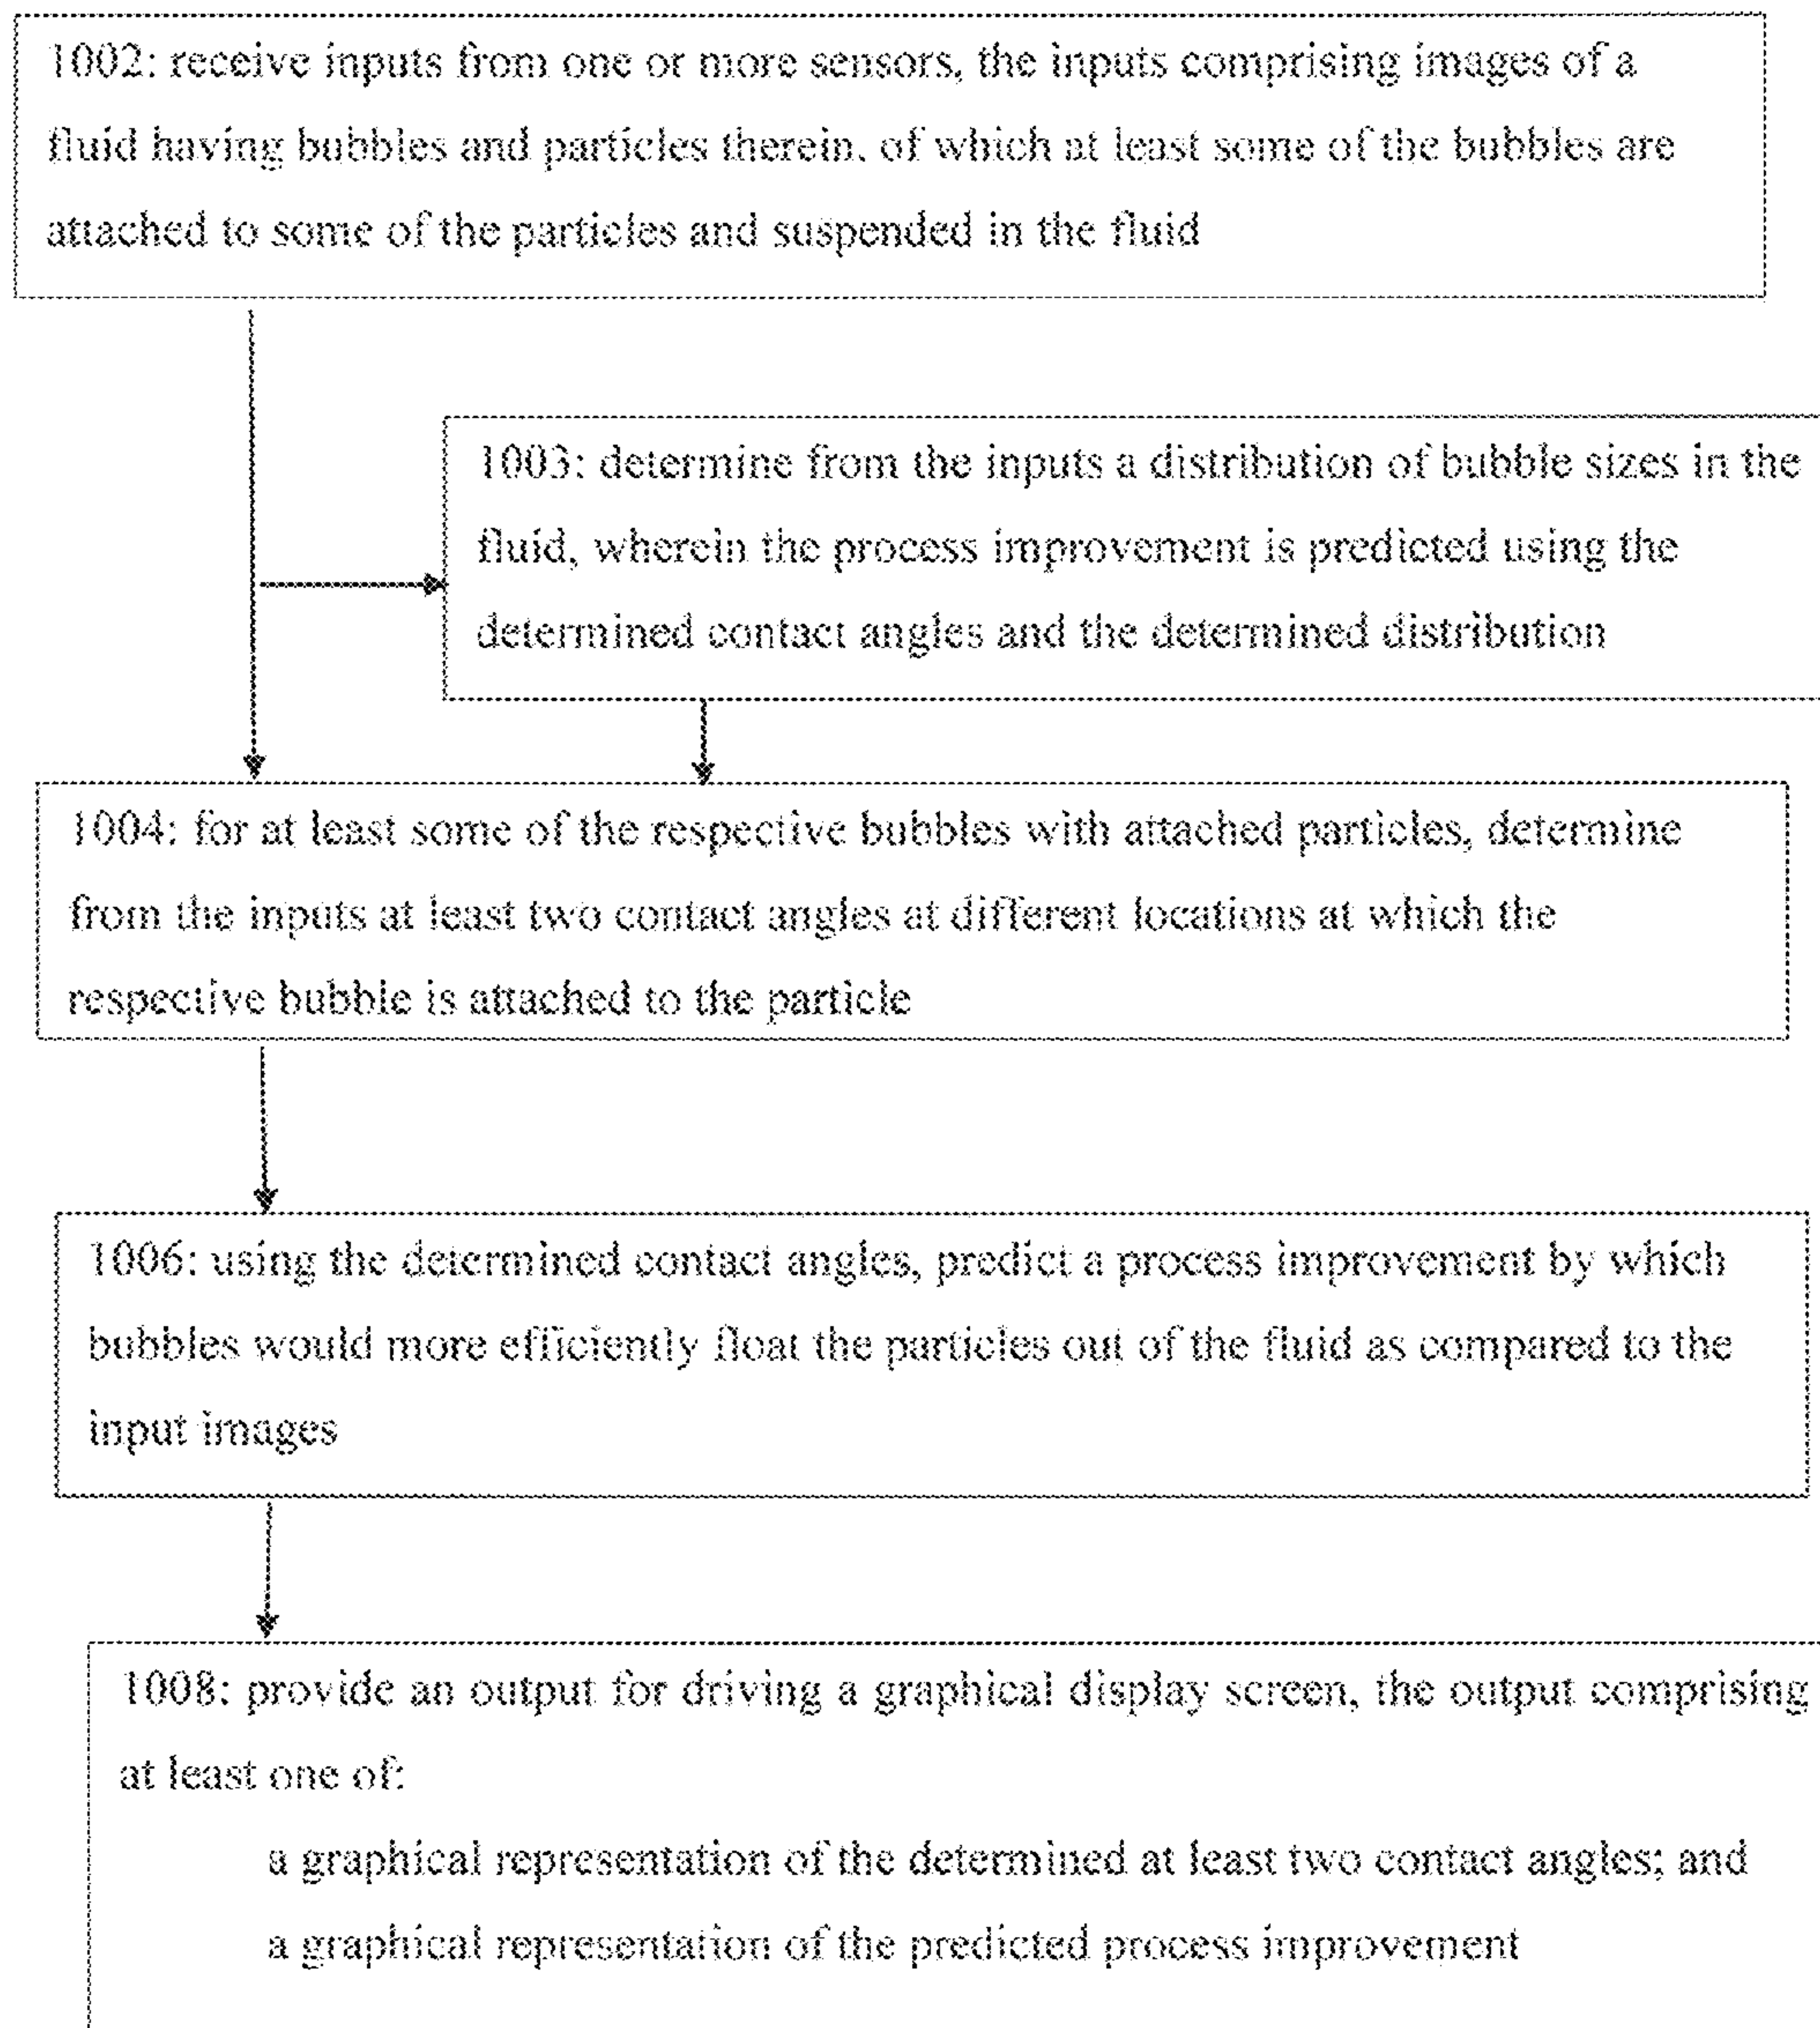 1002: receive inputs from one or more sensors, the inputs comprising images of a
fluid having bubbles and particles therein, of which at least some of the bubbles are
attached to some of the particles and suspended in the fluid
1003: determine from the inputs a distribution of bubble sizes in the
fluid, wherein the process improvement is predicted using the
determined contact angles and the determined distribution
1004: for at least some of the respective bubbles with attached particles, determine
from the inputs at least two contact angles at different locations at which the
respective bubble is attached to the particle
1006: using the determined contact angles, predict a process improvement by which
bubbles would more efficiently float the particles out of the fluid as compared to the
input images
1008: provide an output for driving a graphical display screen, the output comprising
at least one of:
a graphical representation of the determined at least two contact angles; and
a graphical representation of the predicted process improvement